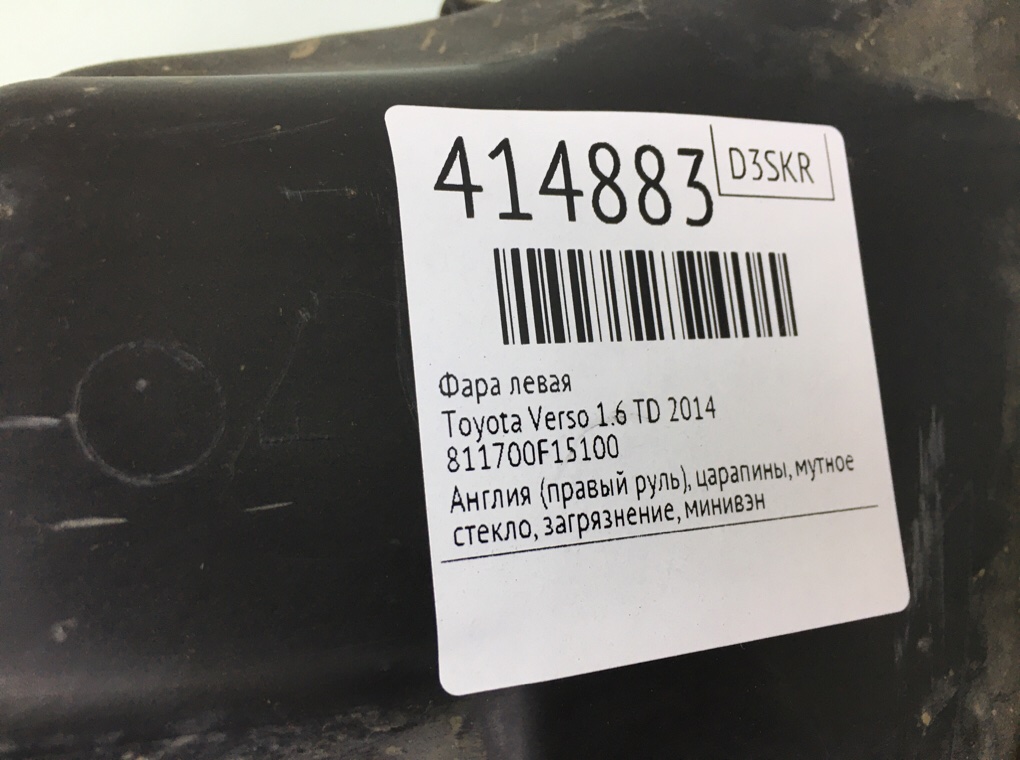 414883
D3SKR
Фара левая
Toyota Verso 1.6 TD 2014
811700F15100
Англия (правый руль), царапины, мутное
стекло, загрязнение, минивэн